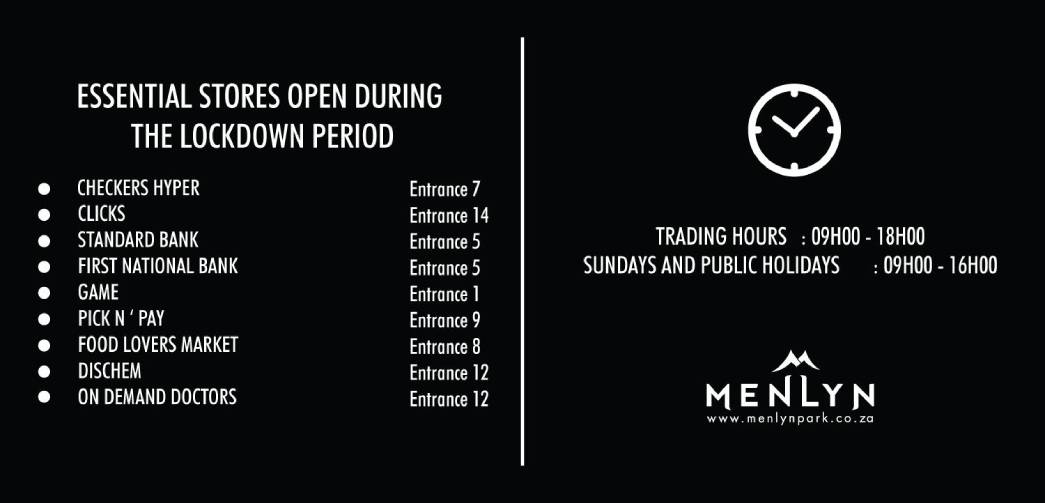 ESSENTIAL STORES OPEN DURING
THE LOCKDOWN PERIOD
CHECKERS HYPER Entrance 7
CLICKS Entrance 14
STANDARD BANK Entrance 5
FIRST NATIONAL BANK Entrance 5
GAME Entrance 1
PICK N ‘ PAY Entrance 9
FOOD LOVERS MARKET Entrance 8
DISCHEM Entrance 12
ON DEMAND DOCTORS Entrance 12
TRADING HOURS : 09H00 - 18H00
SUNDAYS AND PUBLIC HOLIDAYS : 09H00 - 16H00
MENLYN
www.menlynpark.co.za